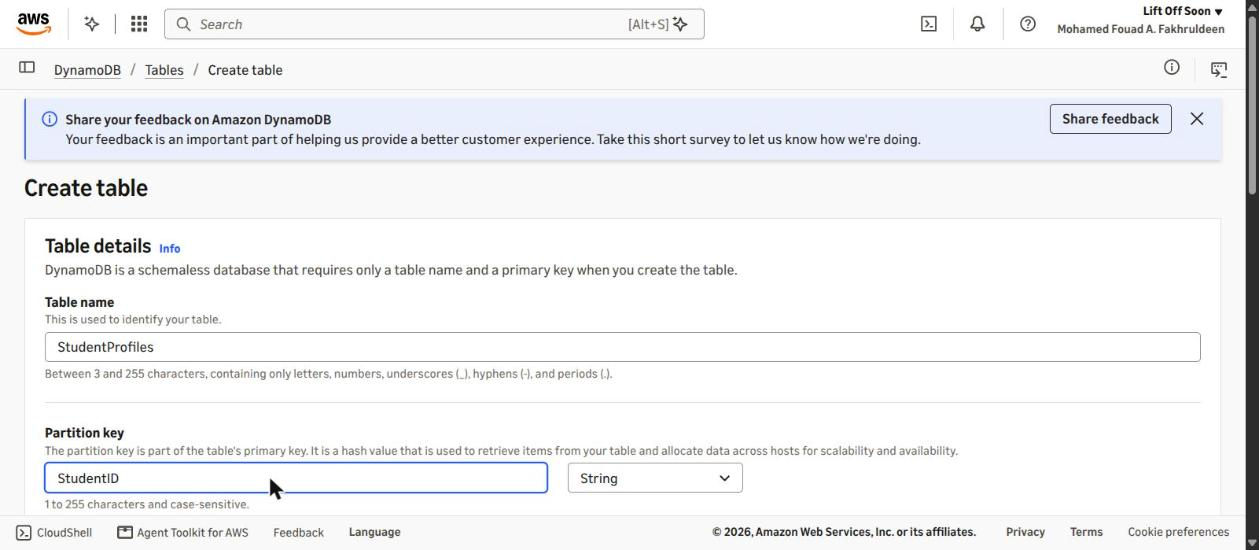 aws
Search [Alt+S]
Lift Off Soon ▼
Mohamed Fouad A. Fakhruldeen
DynamoDB / Tables / Create table
Share your feedback on Amazon DynamoDB
Your feedback is an important part of helping us provide a better customer experience. Take this short survey to let us know how we're doing.
Share feedback
Create table
Table details Info
DynamoDB is a schemaless database that requires only a table name and a primary key when you create the table.
Table name
This is used to identify your table.
StudentProfiles
Between 3 and 255 characters, containing only letters, numbers, underscores (_), hyphens (-), and periods (.).
Partition key
The partition key is part of the table's primary key. It is a hash value that is used to retrieve items from your table and allocate data across hosts for scalability and availability.
StudentID String
1 to 255 characters and case-sensitive.
CloudShell Agent Toolkit for AWS Feedback Language © 2026, Amazon Web Services, Inc. or its affiliates. Privacy Terms Cookie preferences